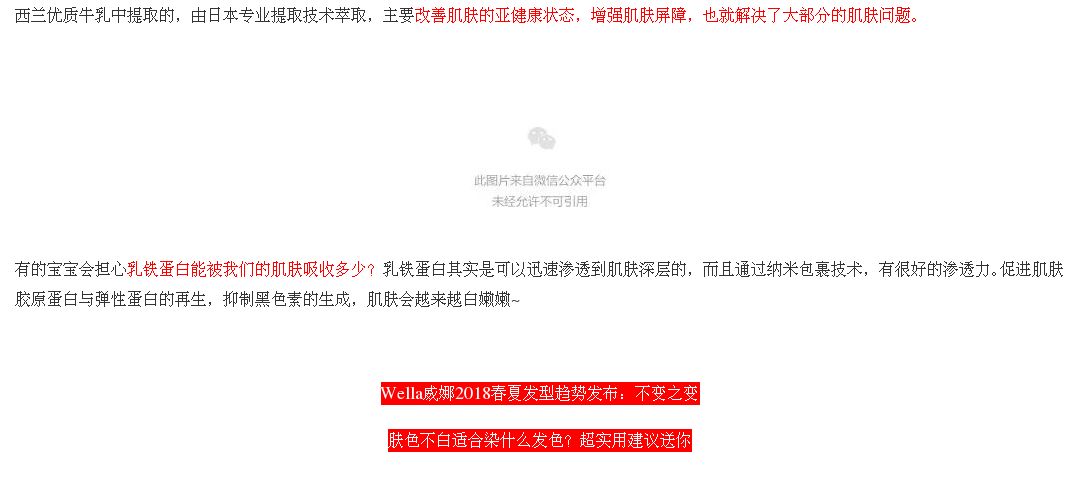 西兰优质牛乳中提取的，由日本专业提取技术萃取，主要改善肌肤的亚健康状态，增强肌肤屏障，也就解决了大部分的肌肤问题。
此图片来自微信公众平台
未经允许不可引用
有的宝宝会担心乳铁蛋白能被我们的肌肤吸收多少？乳铁蛋白其实是可以迅速渗透到肌肤深层的，而且通过纳米包裹技术，有很好的渗透力。促进肌肤
胶原蛋白与弹性蛋白的再生，抑制黑色素的生成，肌肤会越来越白嫩嫩~
Wella威娜2018春夏发型趋势发布：不变之变
肤色不白适合染什么发色？超实用建议送你